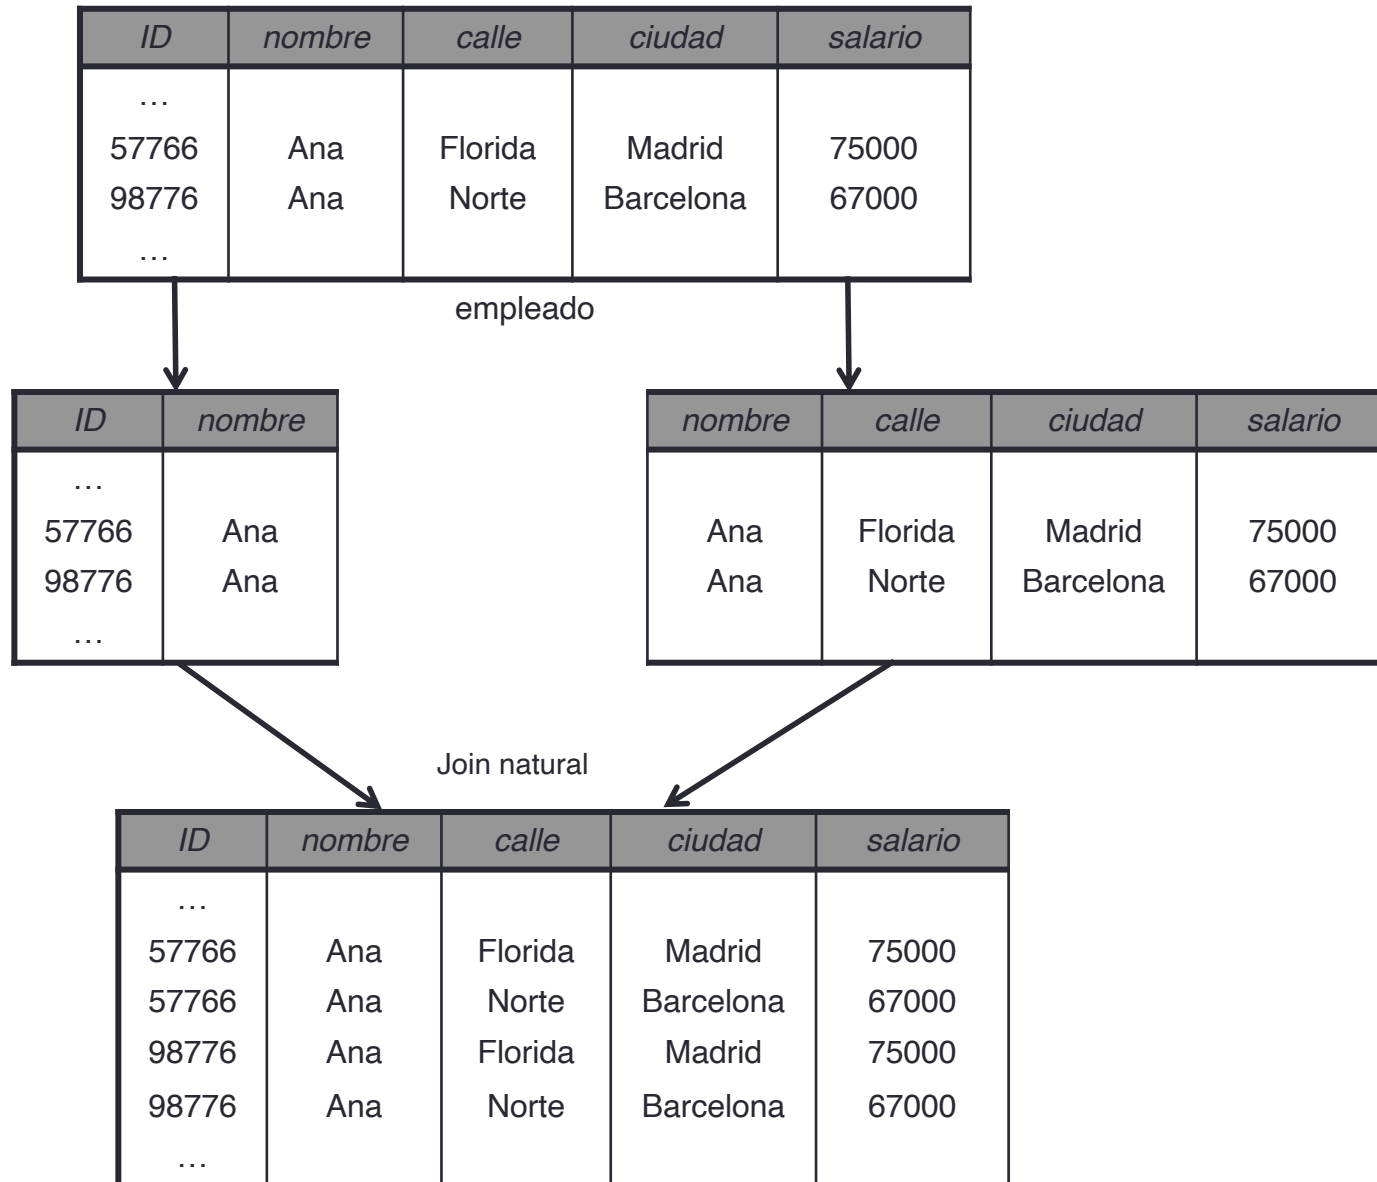 ID nombre calle ciudad salario
...
57766 Ana Florida Madrid 75000
98776 Ana Norte Barcelona 67000
...
empleado
ID nombre
...
57766 Ana
98776 Ana
...
nombre calle ciudad salario
Ana Florida Madrid 75000
Ana Norte Barcelona 67000
Join natural
ID nombre calle ciudad salario
...
57766 Ana Florida Madrid 75000
57766 Ana Norte Barcelona 67000
98776 Ana Florida Madrid 75000
98776 Ana Norte Barcelona 67000
...